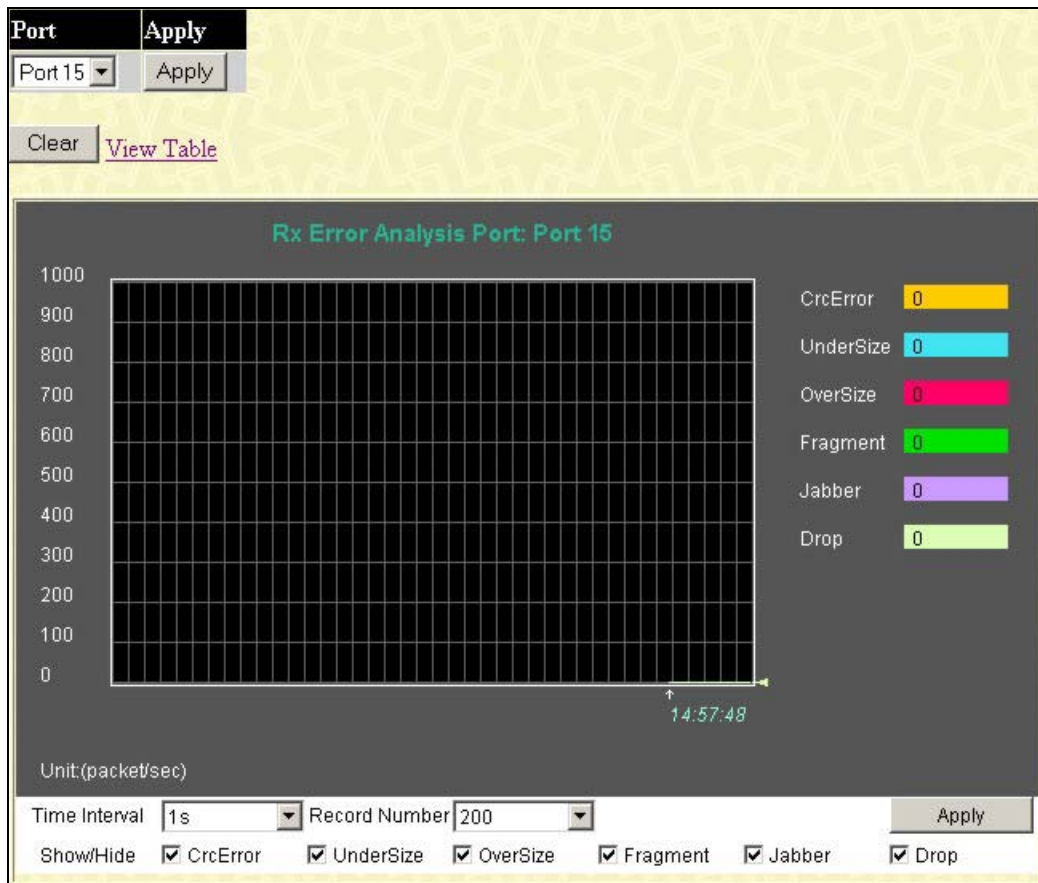 Port Apply
Port 15 Apply
Clear View Table
Rx Error Analysis Port: Port 15
1000
900
800
700
600
500
400
300
200
100
0
CrcError 0
UnderSize 0
OverSize 0
Fragment 0
Jabber 0
Drop 0
14:57:48
Unit:(packet/sec)
Time Interval 1s Record Number 200 Apply
Show/Hide CrcError UnderSize OverSize Fragment Jabber Drop